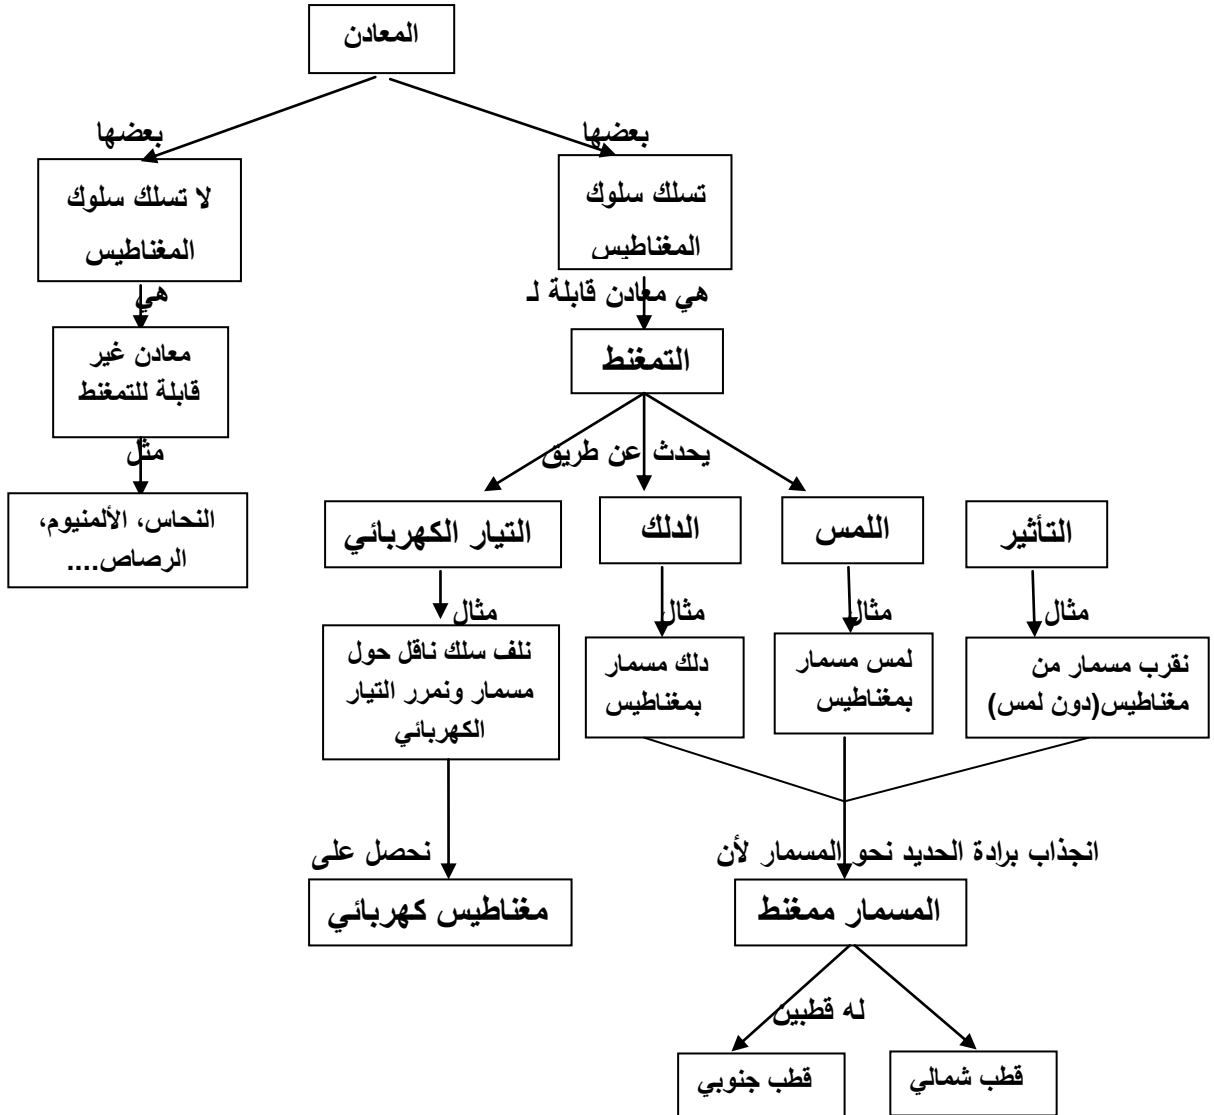 المعادن
بعضها
بعضها
تسلك سلوك
المغناطيس
لا تسلك سلوك
المغناطيس
هي معادن قابلة لـ
هي
التمغنط
معادن غير
قابلة للتمغنط
يحدث عن طريق
مثل
التأثير
اللمس
الدلك
التيار الكهربائي
النحاس، الألمنيوم،
الرصاص....
مثال
مثال
مثال
مثال
نقرب مسمار من
مغناطيس(دون لمس)
لمس مسمار
بمغناطيس
دلك مسمار
بمغناطيس
نلف سلك ناقل حول
مسمار ونمرر التيار
الكهربائي
انجذاب برادة الحديد نحو المسمار لأن
نحصل على
المسمار ممغنط
مغناطيس كهربائي
له قطبين
قطب شمالي
قطب جنوبي